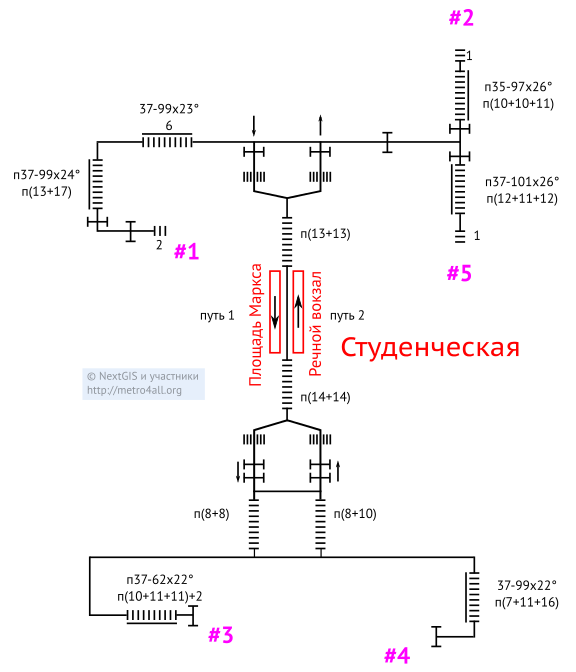 #2
1
п35-97x26°
п(10+10+11)
37-99x23°
6
п37-99x24°
п(13+17)
п37-101x26°
п(12+11+12)
2
#1
п(13+13)
1
#5
Площадь Маркса
Речной вокзал
путь 1
путь 2
Студенческая
© NextGIS и участники
http://metro4all.org
п(14+14)
п(8+8)
п(8+10)
п37-62x22°
п(10+11+11)+2
37-99x22°
п(7+11+16)
#3
#4